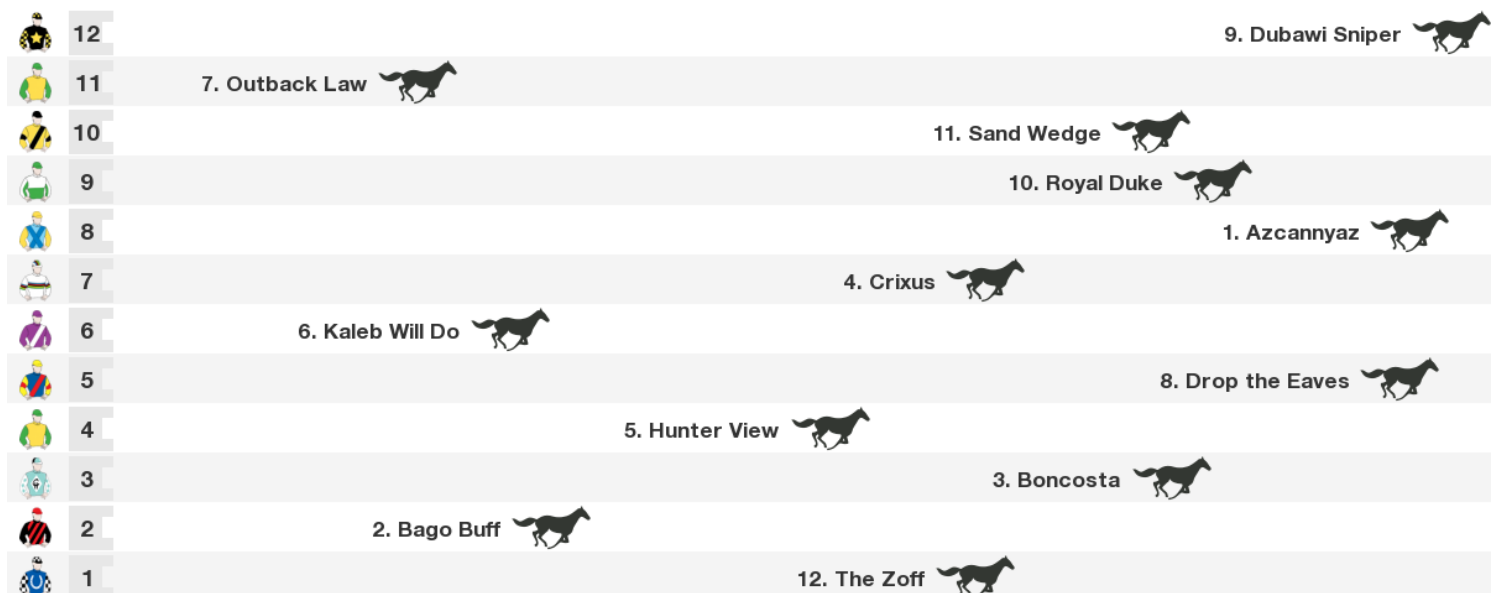 12 9. Dubawi Sniper
11 7. Outback Law
10 11. Sand Wedge
9 10. Royal Duke
8 1. Azcannyaz
7 4. Crixus
6 6. Kaleb Will Do
5 8. Drop the Eaves
4 5. Hunter View
3 3. Boncosta
2 2. Bago Buff
1 12. The Zoff